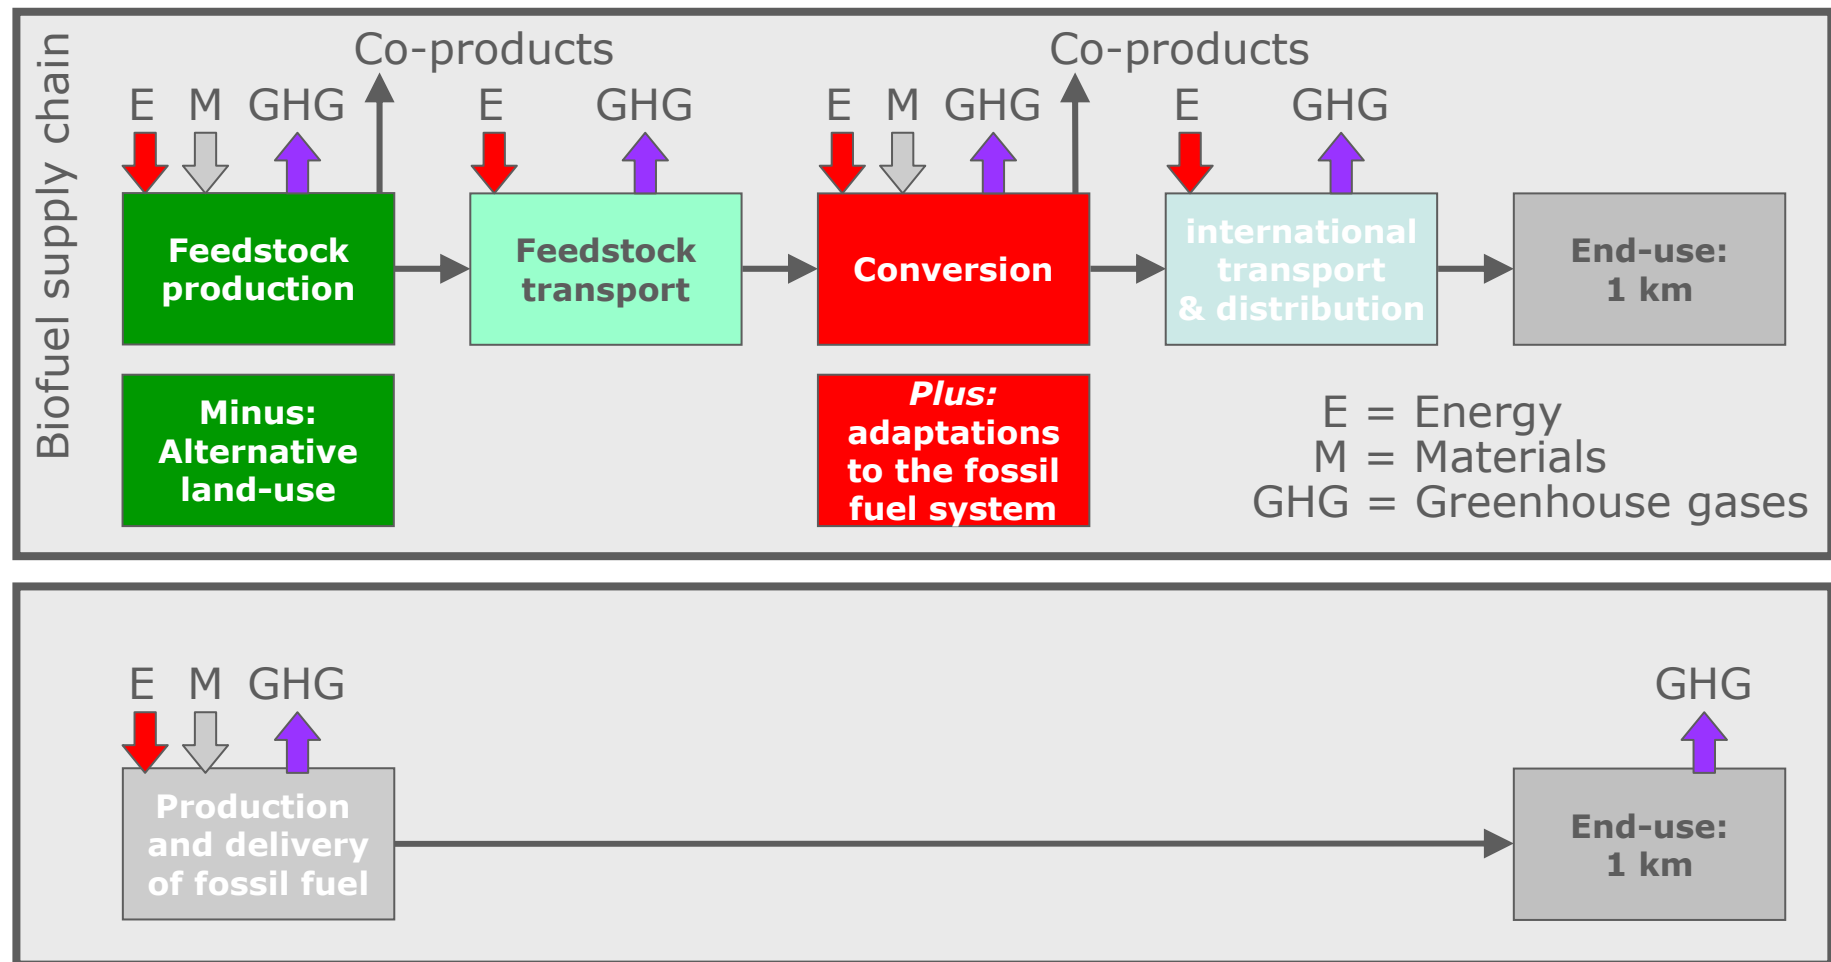 Biofuel supply chain
Co-products
Co-products
E M GHG
E GHG
E M GHG
E GHG
Feedstock
production
Feedstock
transport
Conversion
international
transport
& distribution
End-use:
1 km
Minus:
Alternative
land-use
Plus:
adaptations
to the fossil
fuel system
E = Energy
M = Materials
GHG = Greenhouse gases
E M GHG
GHG
Production
and delivery
of fossil fuel
End-use:
1 km